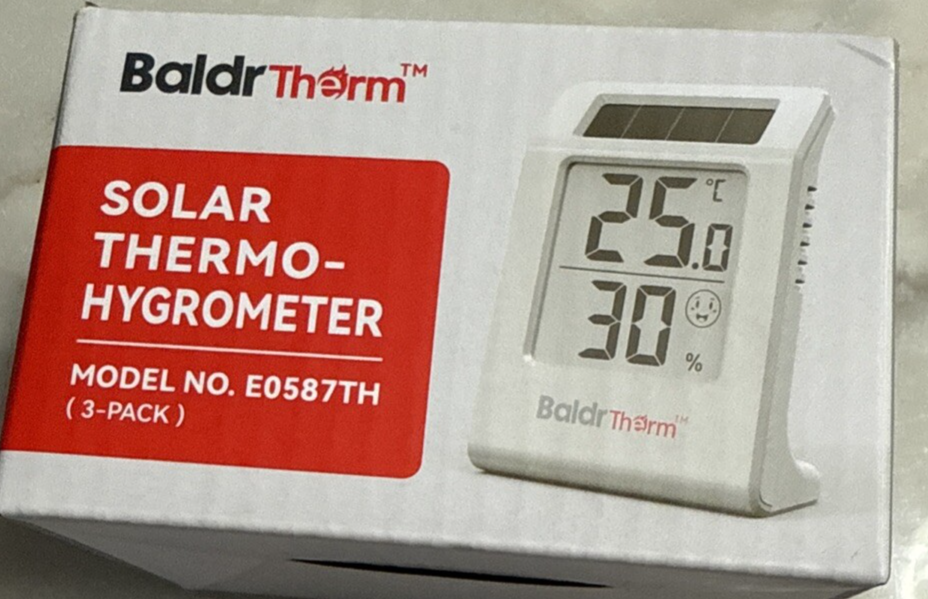 BaldrTherm™
SOLAR
THERMO-
HYGROMETER
MODEL NO. E0587TH
( 3-PACK )
25.0 °C
30 %
BaldrTherm™